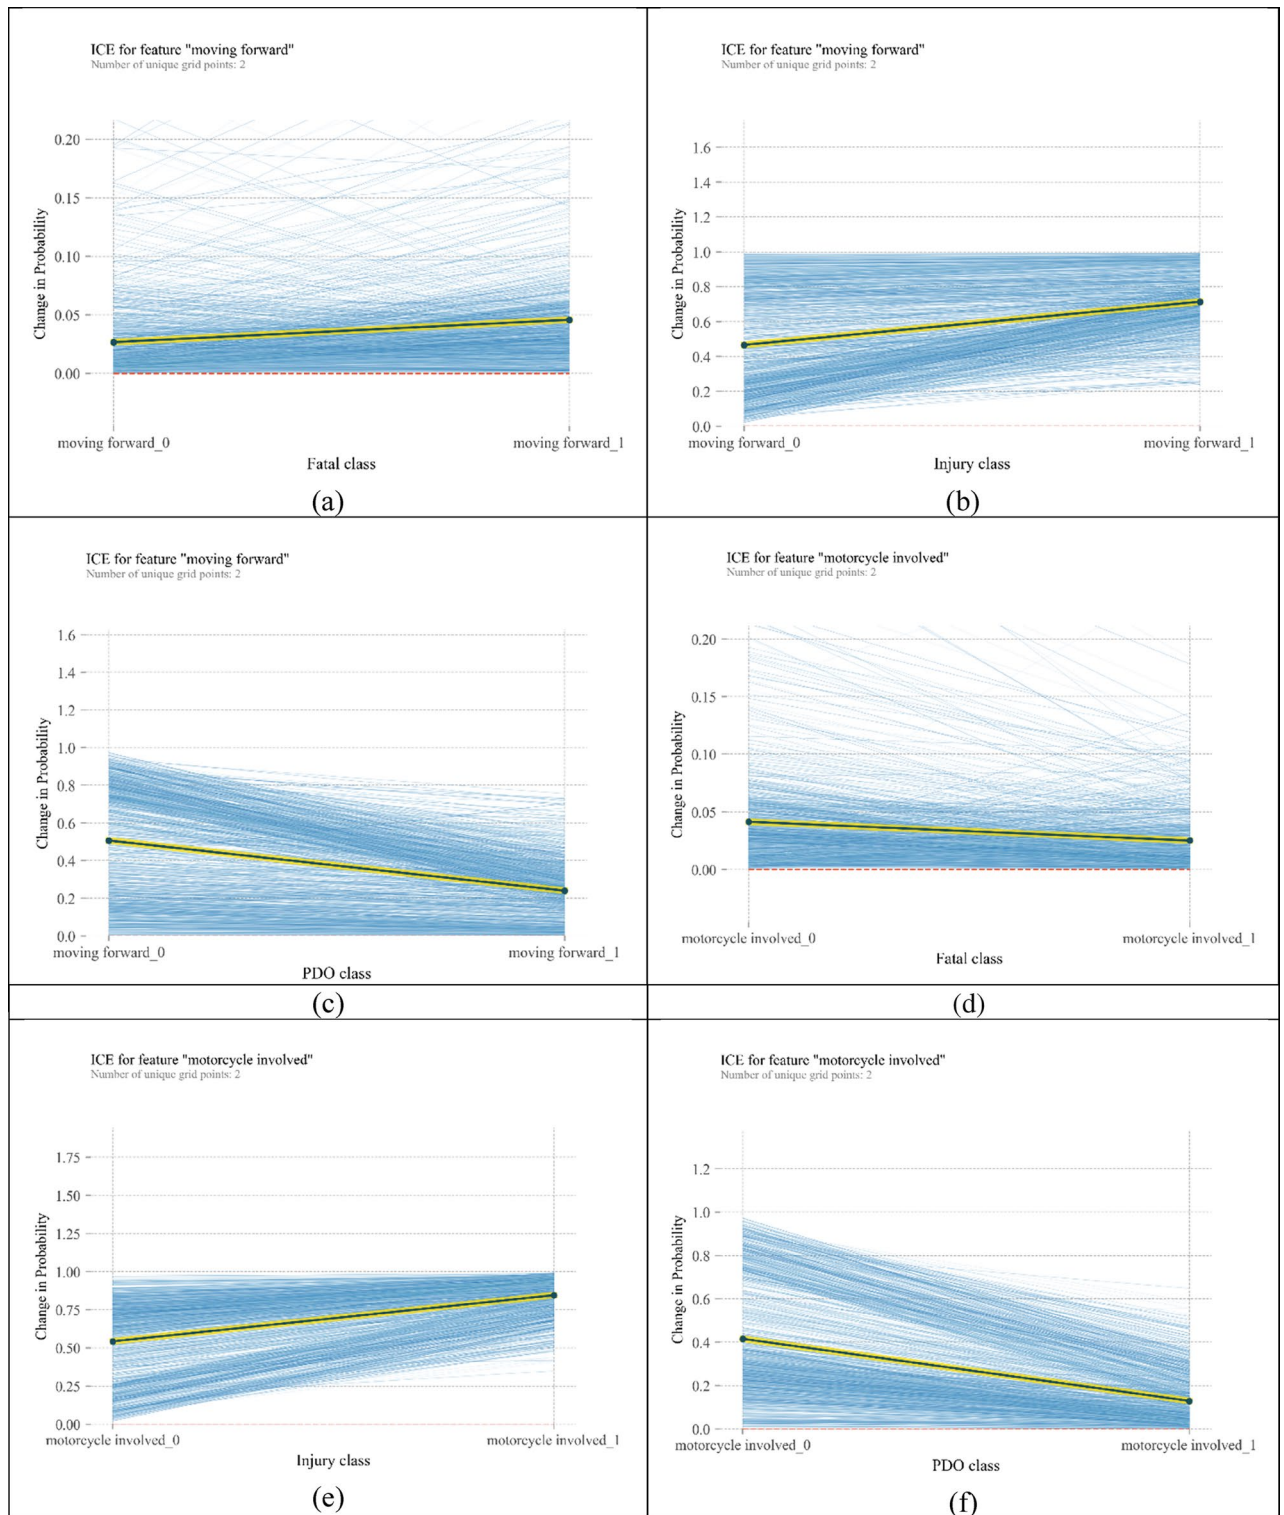 ICE for feature "moving forward"
Number of unique grid points: 2
0.20
0.15
0.10
0.05
0.00
Change in Probability
moving forward_0
moving forward_1
Fatal class
(a)
ICE for feature "moving forward"
Number of unique grid points: 2
1.6
1.4
1.2
1.0
0.8
0.6
0.4
0.2
0.0
Change in Probability
moving forward_0
moving forward_1
Injury class
(b)
ICE for feature "moving forward"
Number of unique grid points: 2
1.6
1.4
1.2
1.0
0.8
0.6
0.4
0.2
0.0
Change in Probability
moving forward_0
moving forward_1
PDO class
(c)
ICE for feature "motorcycle involved"
Number of unique grid points: 2
0.20
0.15
0.10
0.05
0.00
Change in Probability
motorcycle involved_0
motorcycle involved_1
Fatal class
(d)
ICE for feature "motorcycle involved"
Number of unique grid points: 2
1.75
1.50
1.25
1.00
0.75
0.50
0.25
0.00
Change in Probability
motorcycle involved_0
motorcycle involved_1
Injury class
(e)
ICE for feature "motorcycle involved"
Number of unique grid points: 2
1.2
1.0
0.8
0.6
0.4
0.2
0.0
Change in Probability
motorcycle involved_0
motorcycle involved_1
PDO class
(f)